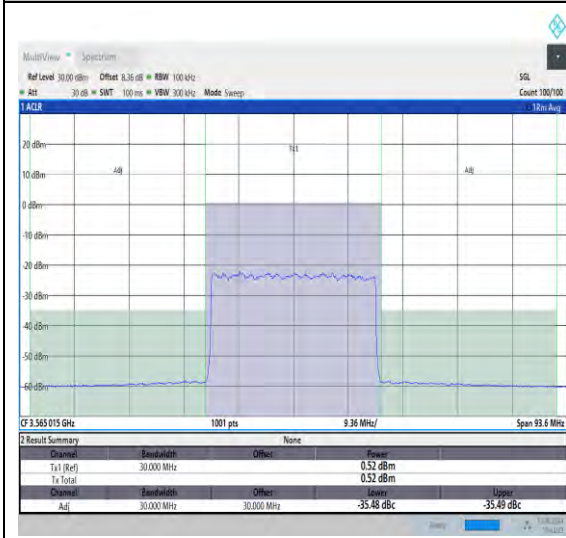 MultiView Spectrum
Ref Level 30.00 dBm Offset 8.36 dB RBW 100 kHz SGL
Att 30 dB SWT 100 ms VBW 300 kHz Mode Sweep Count 100/100
1 ACLR 1Rm Avg
20 dBm
Tx1
10 dBm Adj Adj
0 dBm
-10 dBm
-20 dBm
-30 dBm
-40 dBm
-50 dBm
-60 dBm
CF 3.565 015 GHz 1001 pts 9.36 MHz/ Span 93.6 MHz
2 Result Summary None
Channel Bandwidth Offset Power
Tx1 (Ref) 30.000 MHz 0.52 dBm
Tx Total 0.52 dBm
Channel Bandwidth Offset Lower Upper
Adj 30.000 MHz 30.000 MHz -35.48 dBc -35.49 dBc